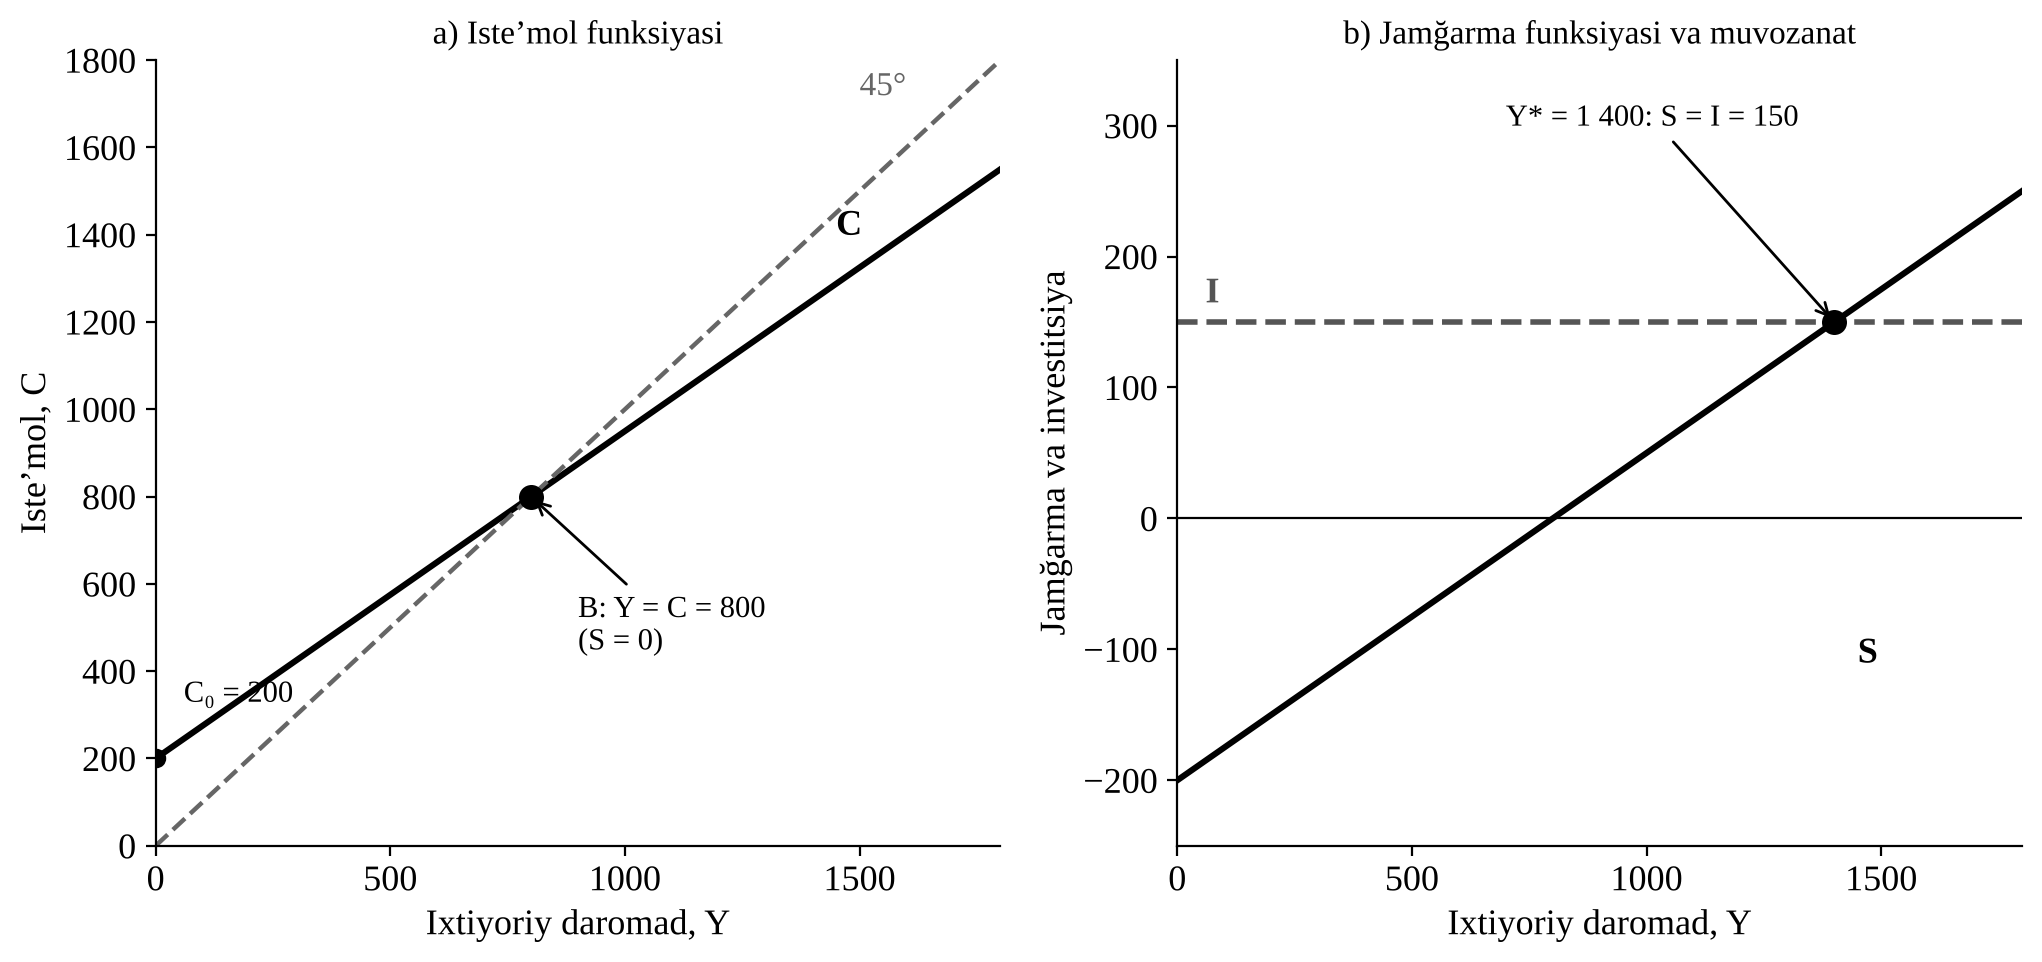 a) Iste’mol funksiyasi
1800
1600
1400
1200
1000
800
600
400
200
0
Iste’mol, C
45°
C
B: Y = C = 800
(S = 0)
C₀ = 200
0
500
1000
1500
Ixtiyoriy daromad, Y
b) Jamğarma funksiyasi va muvozanat
300
200
100
0
−100
−200
Jamğarma va investitsiya
Y* = 1 400: S = I = 150
I
S
0
500
1000
1500
Ixtiyoriy daromad, Y